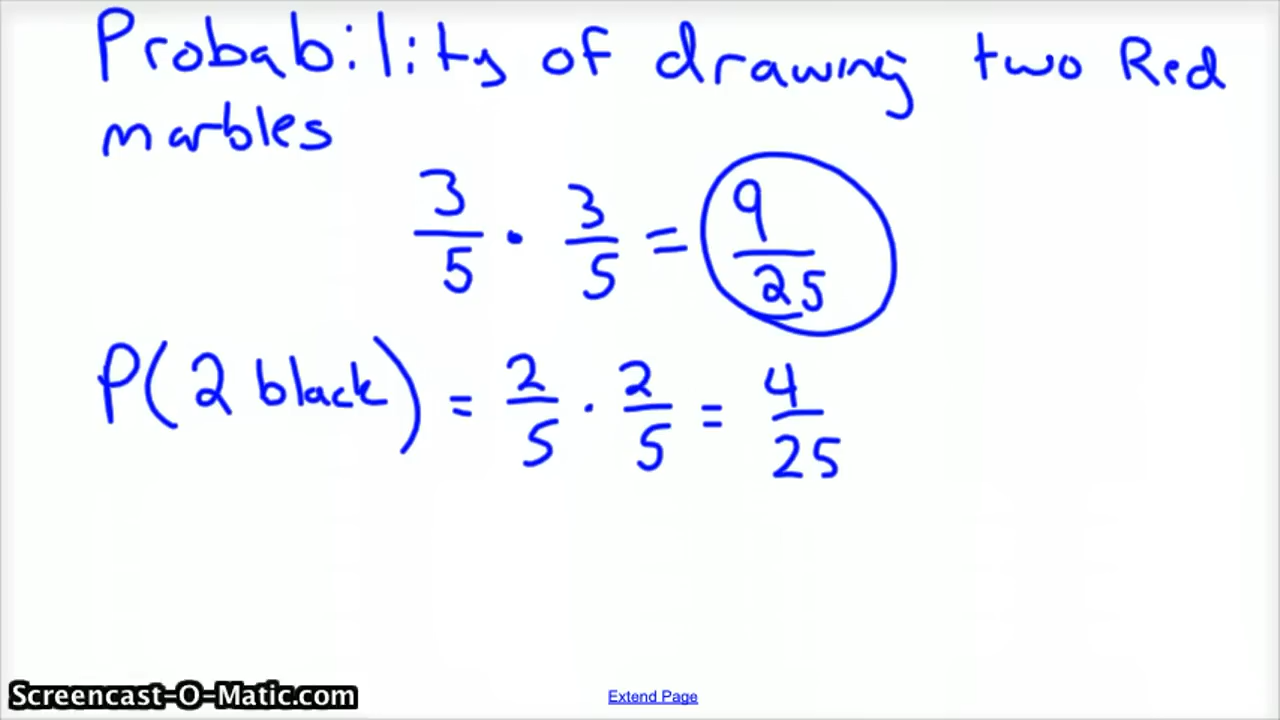 Probability of drawing two Red
marbles
3/5 · 3/5 = 9/25
P(2 black) = 2/5 · 2/5 = 4/25
Screencast-O-Matic.com
Extend Page